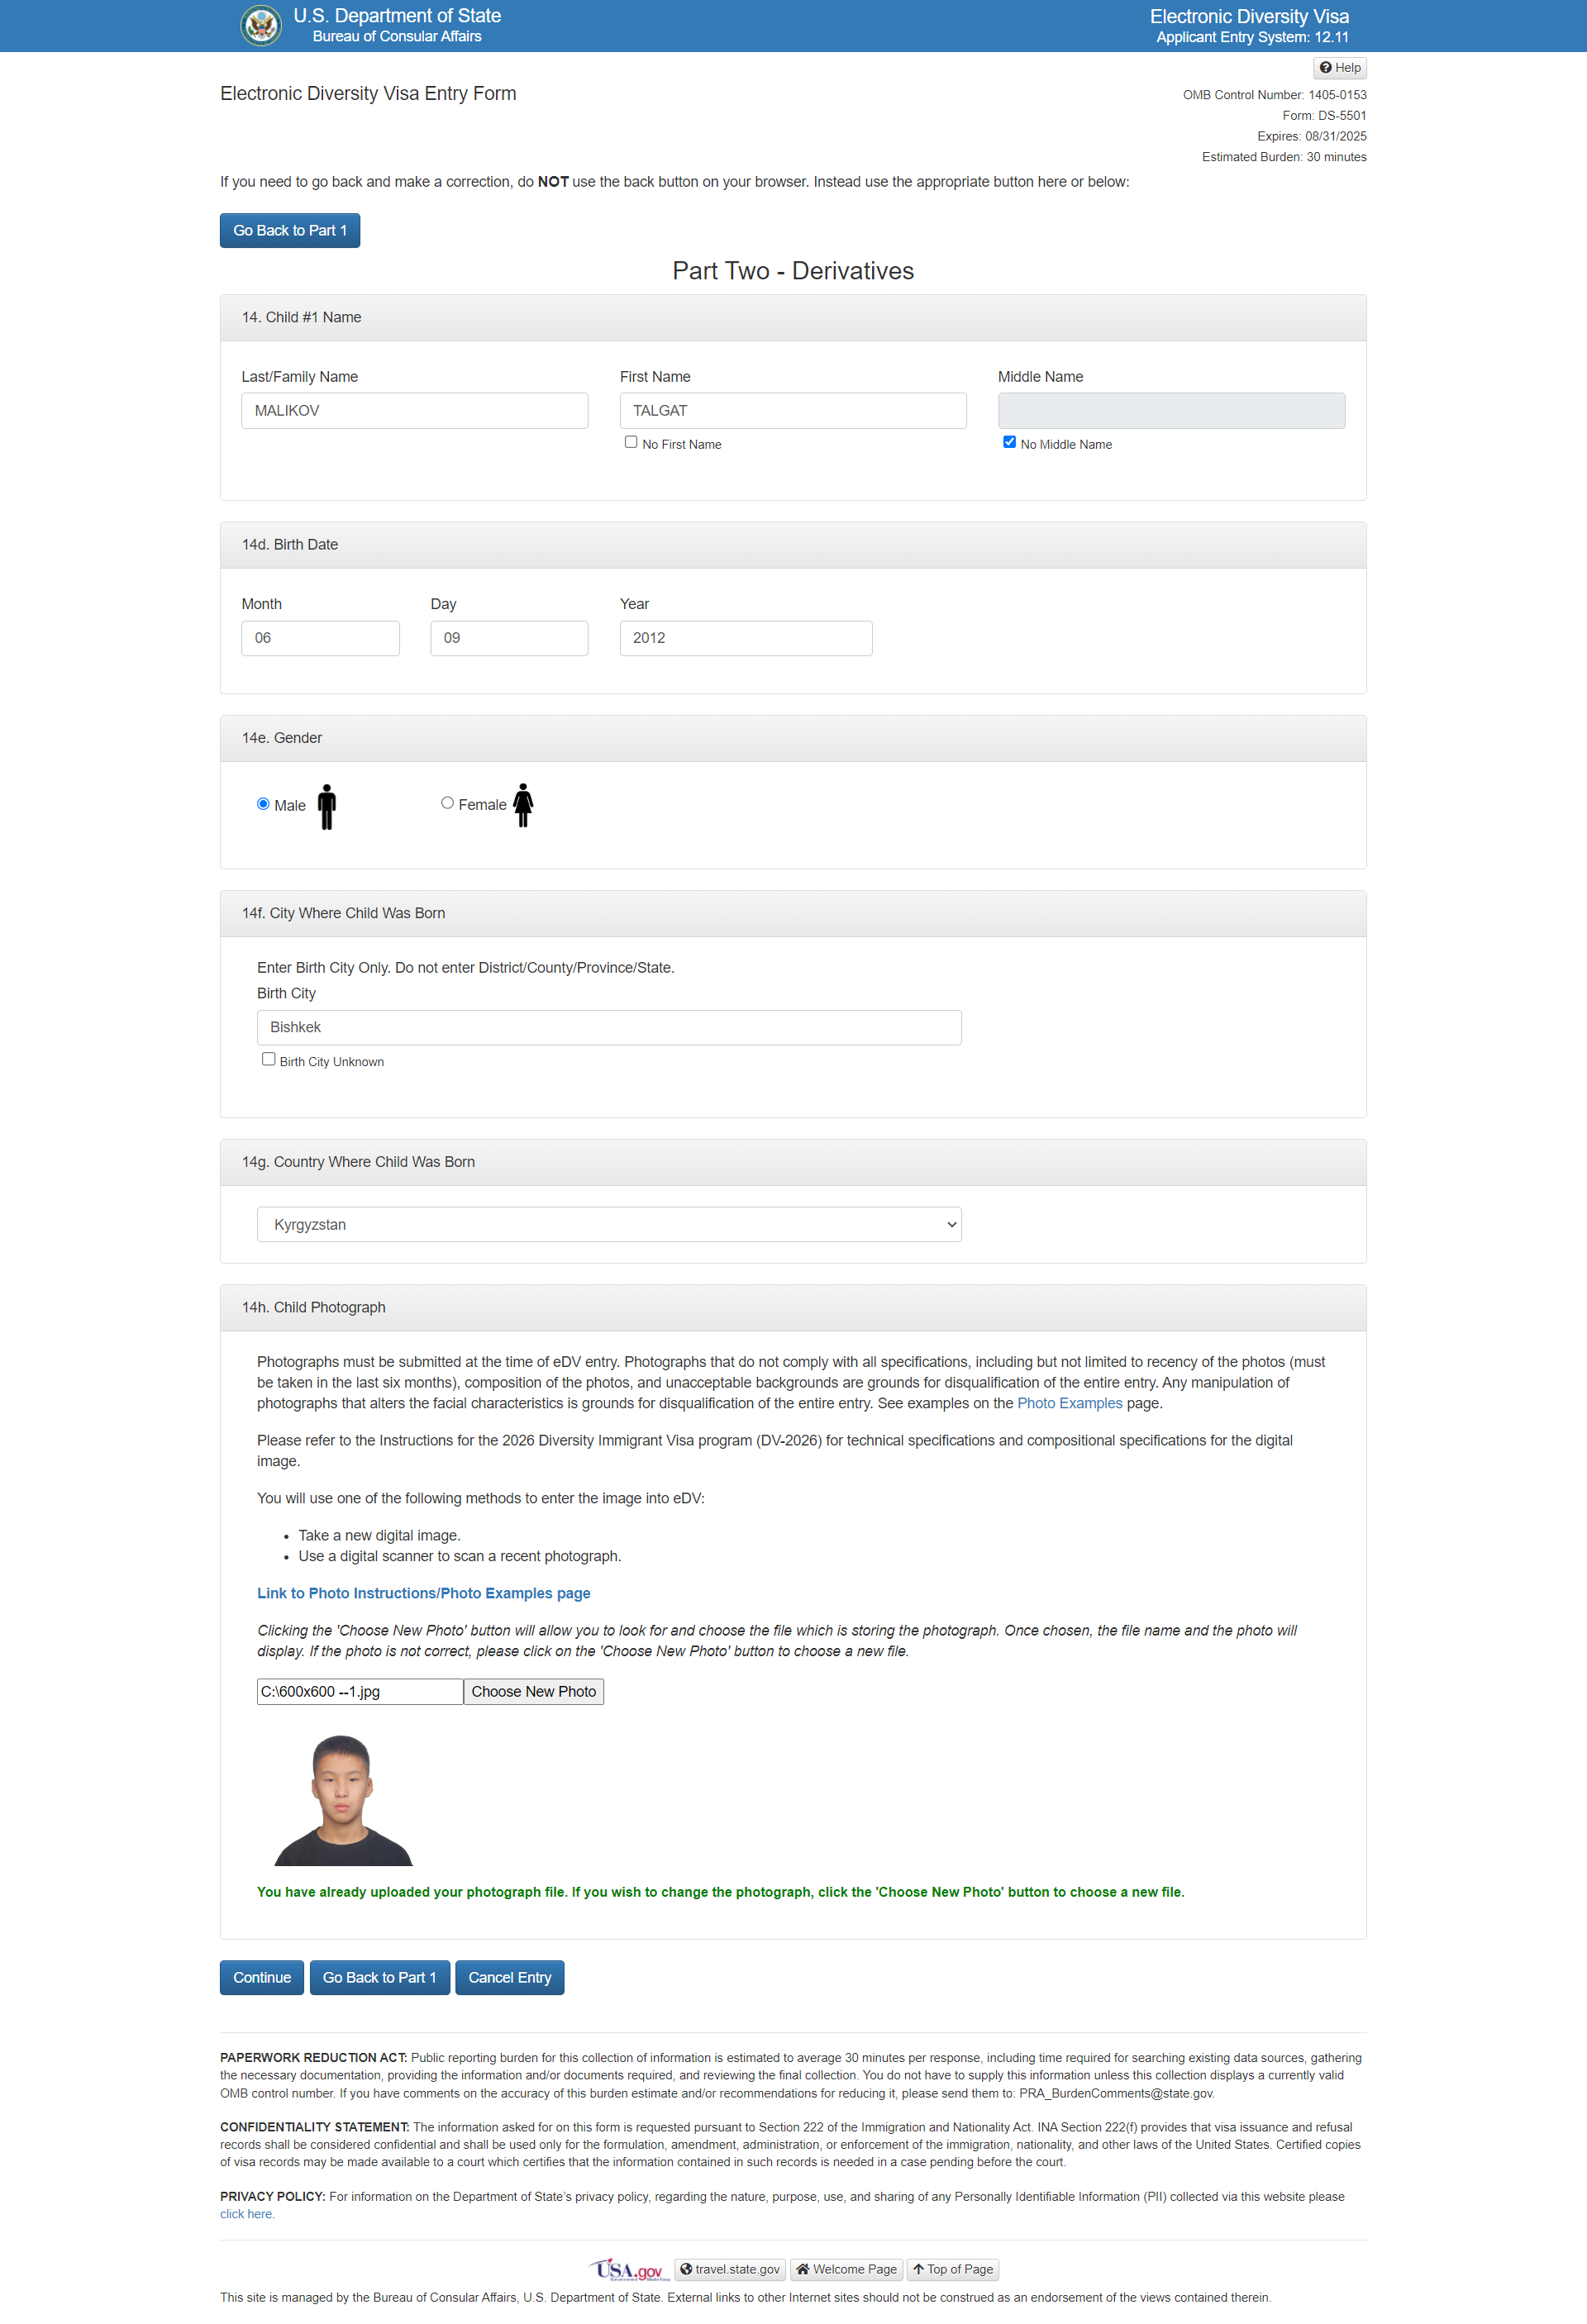 U.S. Department of State
Bureau of Consular Affairs
Electronic Diversity Visa
Applicant Entry System: 12.11
Help
Electronic Diversity Visa Entry Form
OMB Control Number: 1405-0153
Form: DS-5501
Expires: 08/31/2025
Estimated Burden: 30 minutes
If you need to go back and make a correction, do NOT use the back button on your browser. Instead use the appropriate button here or below:
Go Back to Part 1
Part Two - Derivatives
14. Child #1 Name
Last/Family Name First Name Middle Name
MALIKOV TALGAT
No First Name No Middle Name
14d. Birth Date
Month Day Year
06 09 2012
14e. Gender
Male Female
14f. City Where Child Was Born
Enter Birth City Only. Do not enter District/County/Province/State.
Birth City
Bishkek
Birth City Unknown
14g. Country Where Child Was Born
Kyrgyzstan
14h. Child Photograph
Photographs must be submitted at the time of eDV entry. Photographs that do not comply with all specifications, including but not limited to recency of the photos (must
be taken in the last six months), composition of the photos, and unacceptable backgrounds are grounds for disqualification of the entire entry. Any manipulation of
photographs that alters the facial characteristics is grounds for disqualification of the entire entry. See examples on the Photo Examples page.
Please refer to the Instructions for the 2026 Diversity Immigrant Visa program (DV-2026) for technical specifications and compositional specifications for the digital
image.
You will use one of the following methods to enter the image into eDV:
• Take a new digital image.
• Use a digital scanner to scan a recent photograph.
Link to Photo Instructions/Photo Examples page
Clicking the 'Choose New Photo' button will allow you to look for and choose the file which is storing the photograph. Once chosen, the file name and the photo will
display. If the photo is not correct, please click on the 'Choose New Photo' button to choose a new file.
C:\600x600 --1.jpg Choose New Photo
You have already uploaded your photograph file. If you wish to change the photograph, click the 'Choose New Photo' button to choose a new file.
Continue Go Back to Part 1 Cancel Entry
PAPERWORK REDUCTION ACT: Public reporting burden for this collection of information is estimated to average 30 minutes per response, including time required for searching existing data sources, gathering
the necessary documentation, providing the information and/or documents required, and reviewing the final collection. You do not have to supply this information unless this collection displays a currently valid
OMB control number. If you have comments on the accuracy of this burden estimate and/or recommendations for reducing it, please send them to: PRA_BurdenComments@state.gov.
CONFIDENTIALITY STATEMENT: The information asked for on this form is requested pursuant to Section 222 of the Immigration and Nationality Act. INA Section 222(f) provides that visa issuance and refusal
records shall be considered confidential and shall be used only for the formulation, amendment, administration, or enforcement of the immigration, nationality, and other laws of the United States. Certified copies
of visa records may be made available to a court which certifies that the information contained in such records is needed in a case pending before the court.
PRIVACY POLICY: For information on the Department of State’s privacy policy, regarding the nature, purpose, use, and sharing of any Personally Identifiable Information (PII) collected via this website please
click here.
USA.gov travel.state.gov Welcome Page Top of Page
This site is managed by the Bureau of Consular Affairs, U.S. Department of State. External links to other Internet sites should not be construed as an endorsement of the views contained therein.